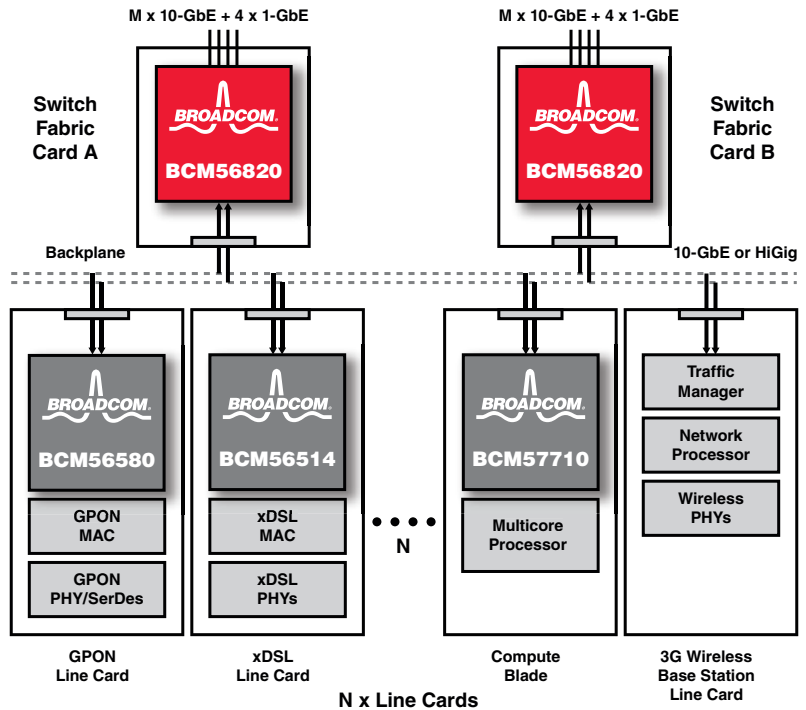 M x 10-GbE + 4 x 1-GbE
M x 10-GbE + 4 x 1-GbE
Switch
Fabric
Card A
BROADCOM.
BCM56820
BROADCOM.
BCM56820
Switch
Fabric
Card B
Backplane
10-GbE or HiGig
BROADCOM.
BCM56580
GPON
MAC
GPON
PHY/SerDes
BROADCOM.
BCM56514
xDSL
MAC
xDSL
PHYs
N
BROADCOM.
BCM57710
Multicore
Processor
Traffic
Manager
Network
Processor
Wireless
PHYs
GPON
Line Card
xDSL
Line Card
Compute
Blade
3G Wireless
Base Station
Line Card
N x Line Cards